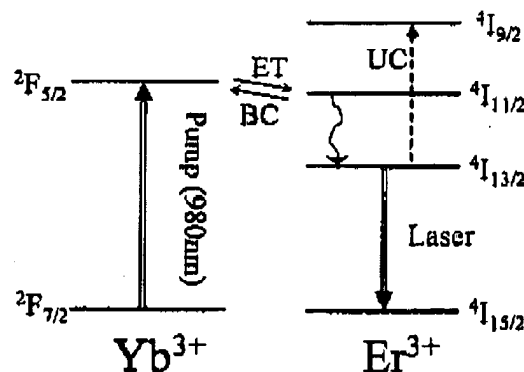 ⁴I₉/₂
ET
UC
²F₅/₂
⁴I₁₁/₂
BC
Pump (980nm)
⁴I₁₃/₂
Laser
²F₇/₂
⁴I₁₅/₂
Yb³⁺
Er³⁺